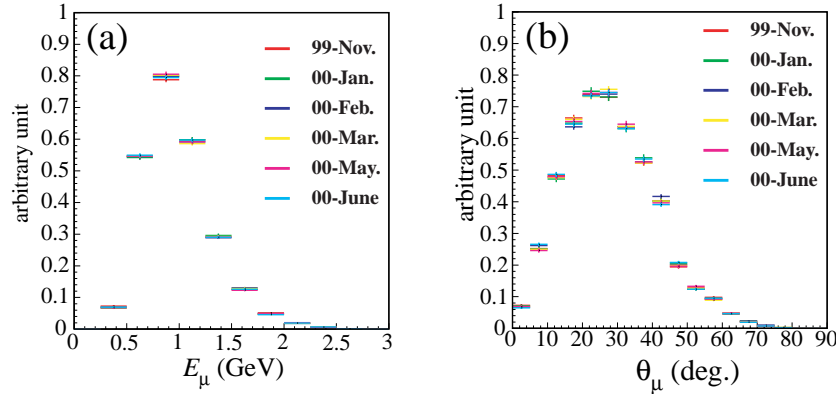 (a)
99-Nov.
00-Jan.
00-Feb.
00-Mar.
00-May.
00-June
arbitrary unit
1
0.9
0.8
0.7
0.6
0.5
0.4
0.3
0.2
0.1
0
0 0.5 1 1.5 2 2.5 3
Eμ (GeV)
(b)
99-Nov.
00-Jan.
00-Feb.
00-Mar.
00-May.
00-June
arbitrary unit
1
0.9
0.8
0.7
0.6
0.5
0.4
0.3
0.2
0.1
0
0 10 20 30 40 50 60 70 80 90
θμ (deg.)